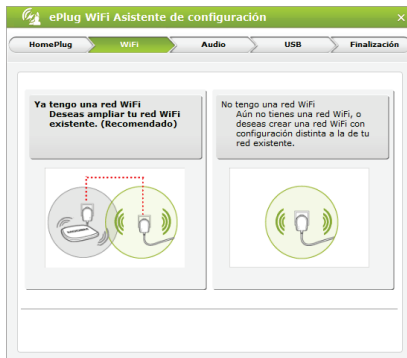 ePlug WiFi Asistente de configuración
HomePlug
WiFi
Audio
USB
Finalización
Ya tengo una red WiFi
Deseas ampliar tu red WiFi
existente. (Recomendado)
No tengo una red WiFi
Aún no tienes una red WiFi, o
deseas crear una red WiFi con
configuración distinta a la de tu
red existente.